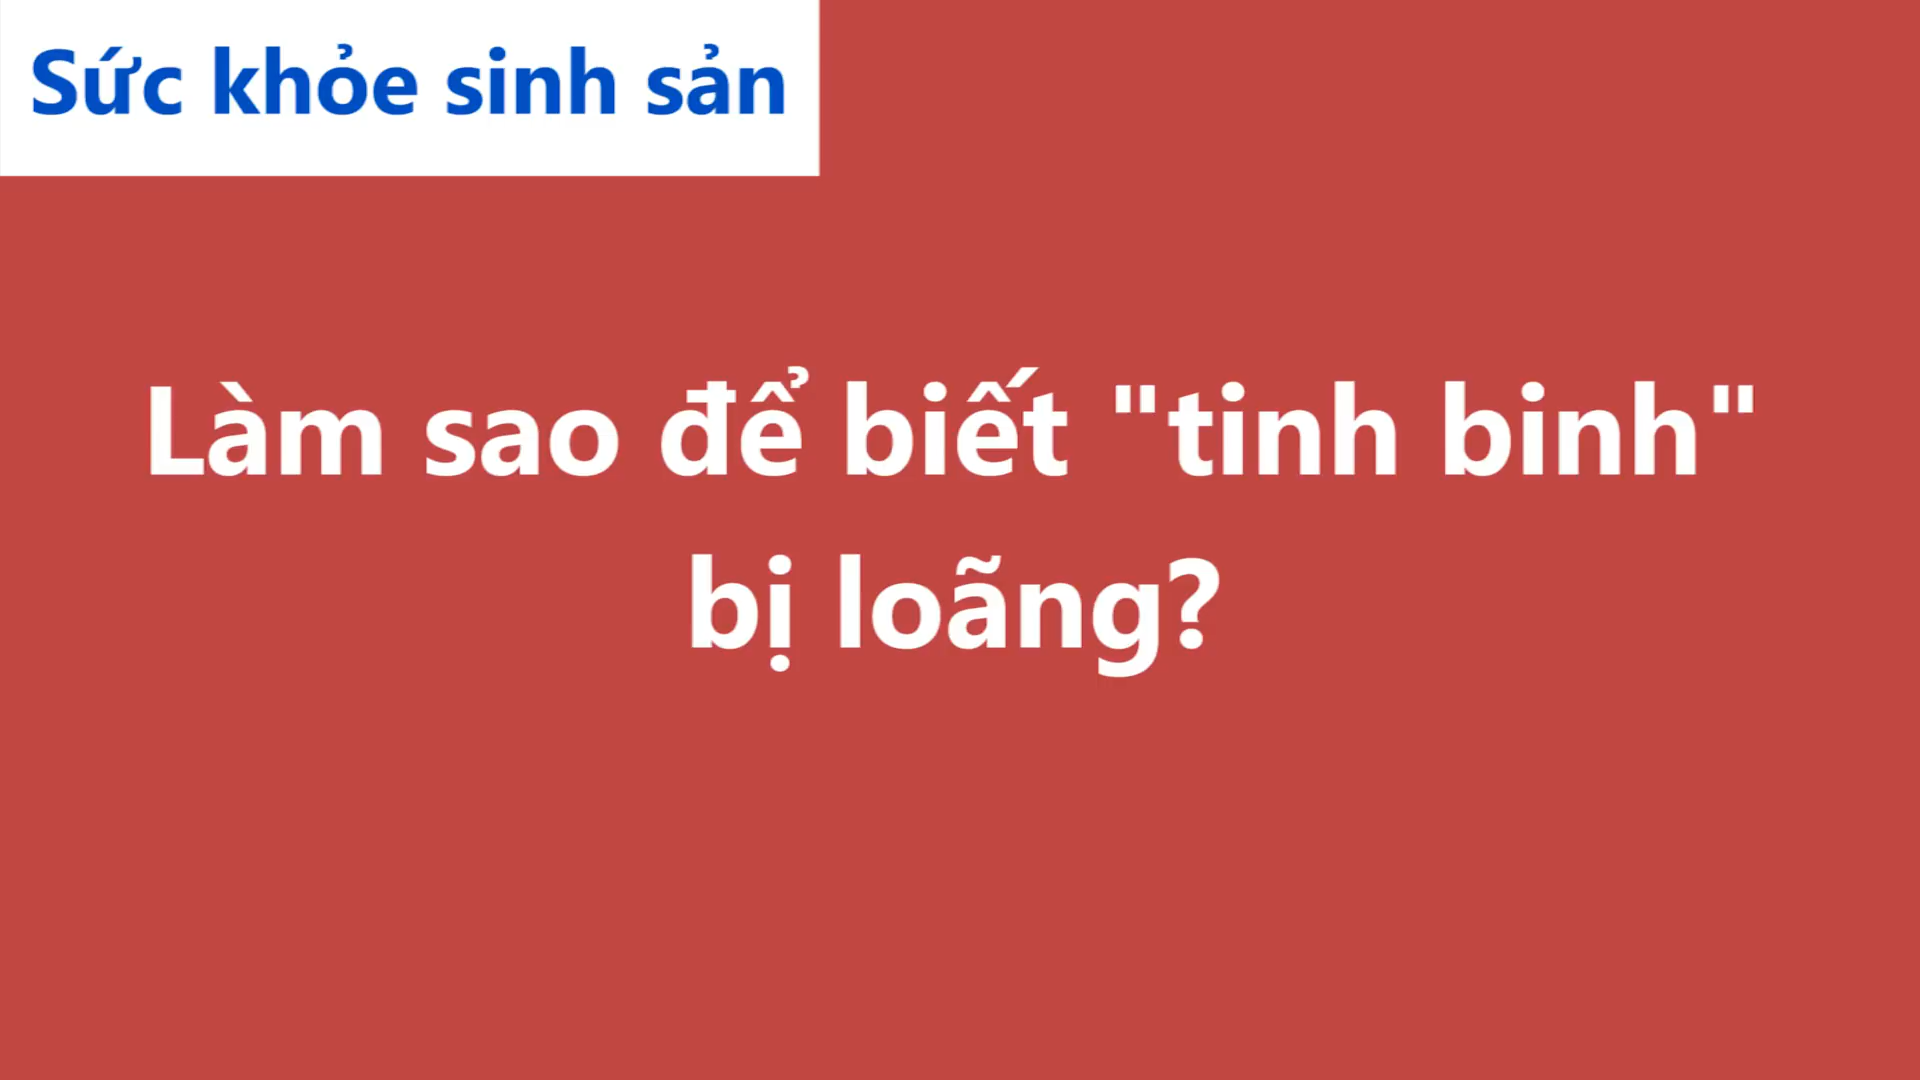 Sức khỏe sinh sản
Làm sao để biết "tinh binh"
bị loãng?